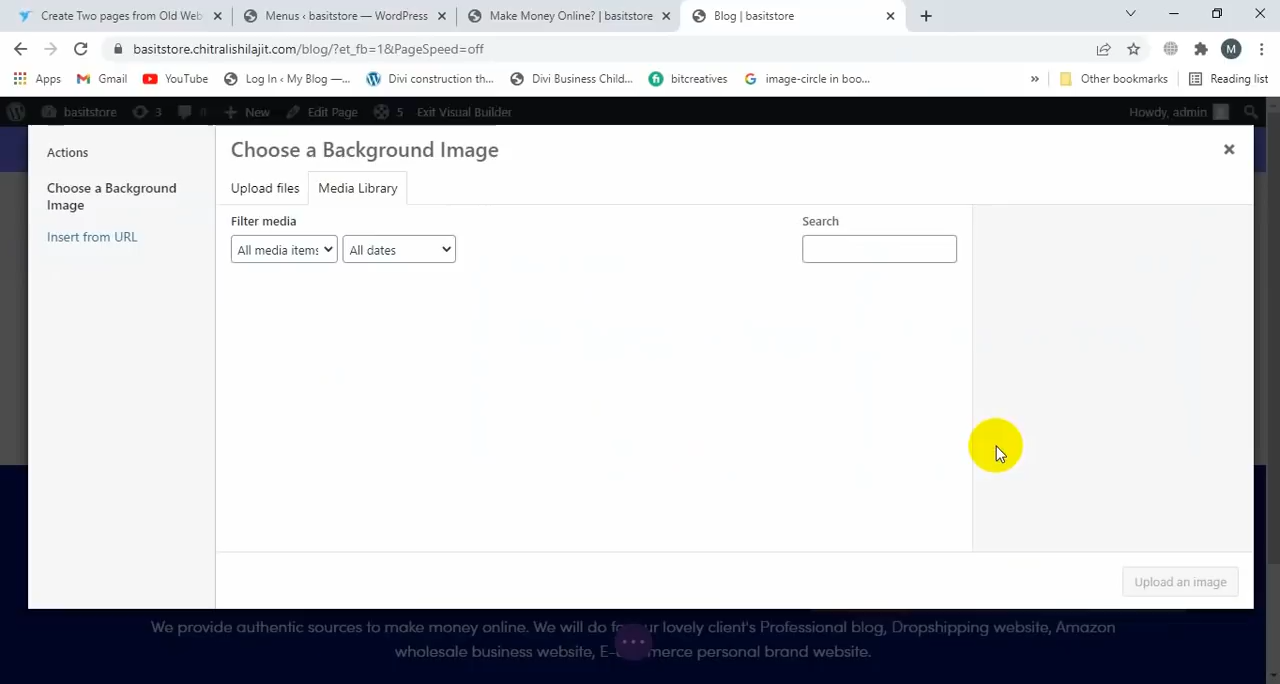 Create Two pages from Old Web
Menus ‹ basitstore — WordPress
Make Money Online? | basitstore
Blog | basitstore
basitstore.chitralishilajit.com/blog/?et_fb=1&PageSpeed=off
M
Apps
Gmail
YouTube
Log In ‹ My Blog —...
Divi construction th...
Divi Business Child...
bitcreatives
image-circle in boo...
»
Other bookmarks
Reading list
basitstore
3
New
Edit Page
5
Exit Visual Builder
Howdy, admin
Actions
Choose a Background Image
Choose a Background
Image
Insert from URL
Upload files
Media Library
Filter media
Search
All media items
All dates
Upload an image
We provide authentic sources to make money online. We will do for our lovely client's Professional blog, Dropshipping website, Amazon
wholesale business website, personal brand website.